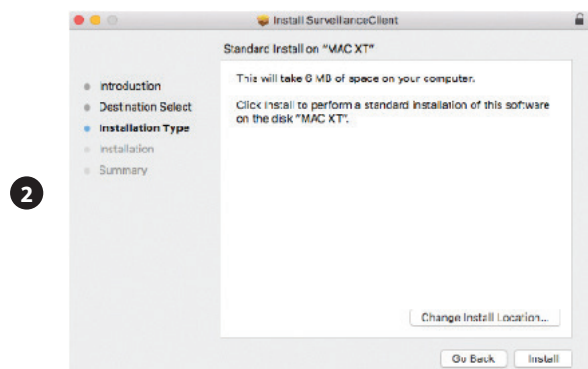 Install SurveillanceClient
Standard Install on "MAC XT"
Introduction
Destination Select
Installation Type
Installation
Summary
This will take 6 MB of space on your computer.
Click Install to perform a standard installation of this software
on the disk "MAC XT".
2
Change Install Location...
Go Back
Install